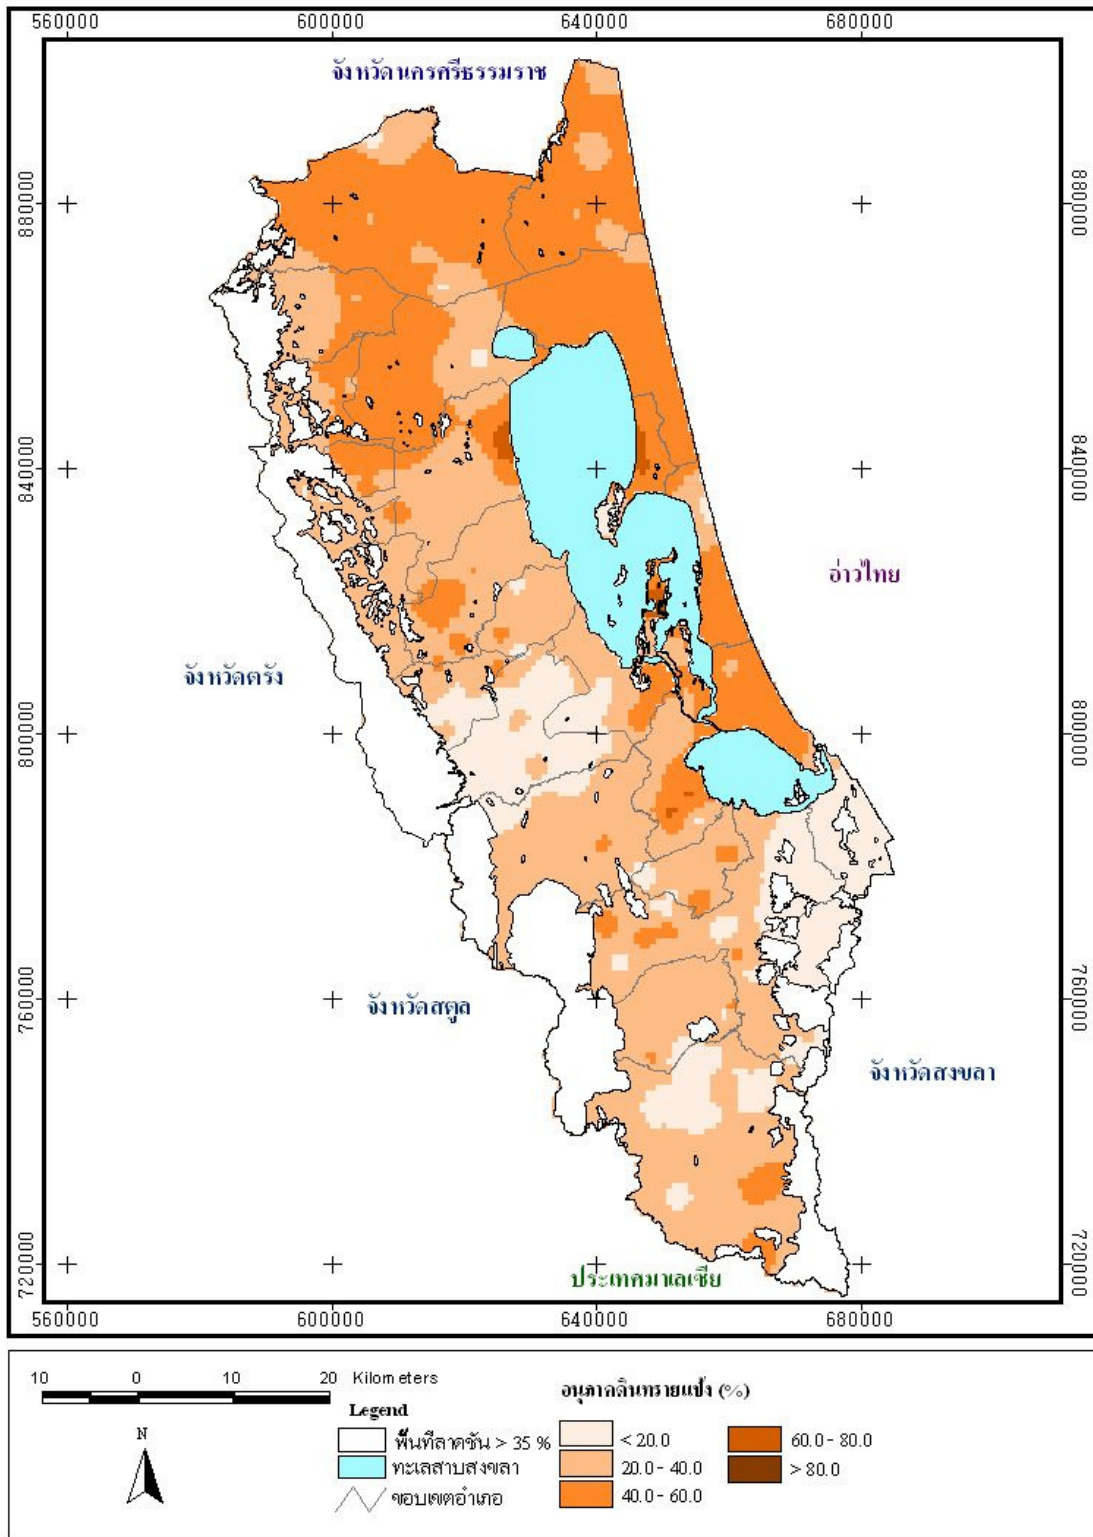 560000 600000 640000 680000
จังหวัดนครศรีธรรมราช
880000 880000
840000 840000
อ่าวไทย
จังหวัดตรัง
800000 800000
จังหวัดสตูล
760000 760000
จังหวัดสงขลา
720000 720000
ประเทศมาเลเซีย
560000 600000 640000 680000
10 0 10 20 Kilometers
อนุภาคดินทรายแป้ง (%)
Legend
N
พื้นที่ลาดชัน > 35 %
ทะเลสาบสงขลา
ขอบเขตอำเภอ
< 20.0
20.0 - 40.0
40.0 - 60.0
60.0 - 80.0
> 80.0